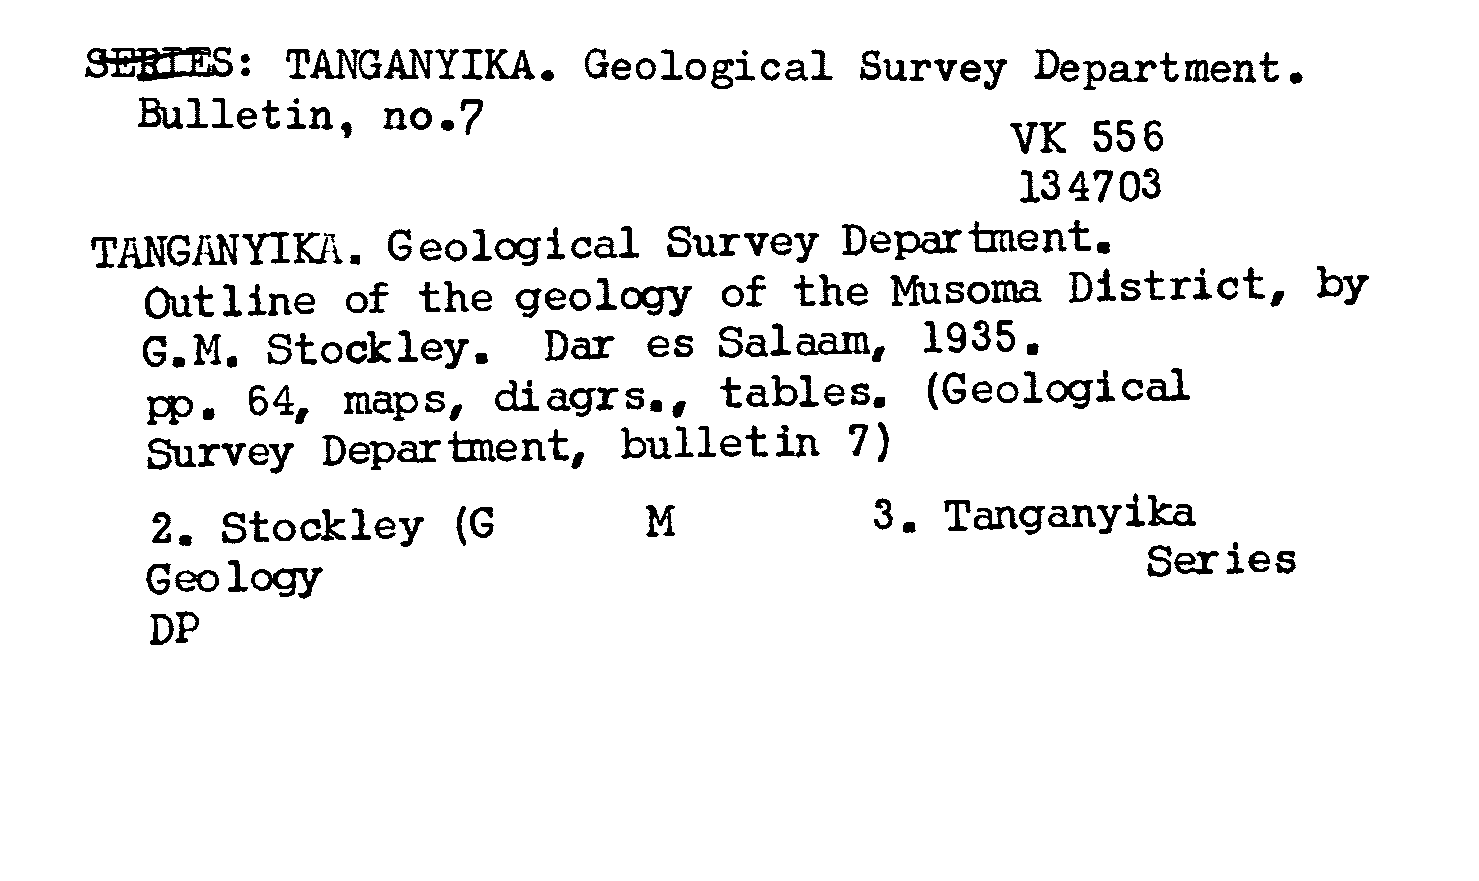 SERIES: TANGANYIKA. Geological Survey Department.
Bulletin, no.7
VK 556
134703
TANGANYIKA. Geological Survey Department.
Outline of the geology of the Musoma District, by
G.M. Stockley. Dar es Salaam, 1935.
pp. 64, maps, diagrs., tables. (Geological
Survey Department, bulletin 7)
2. Stockley (G M 3. Tanganyika
Series
Geology
DP